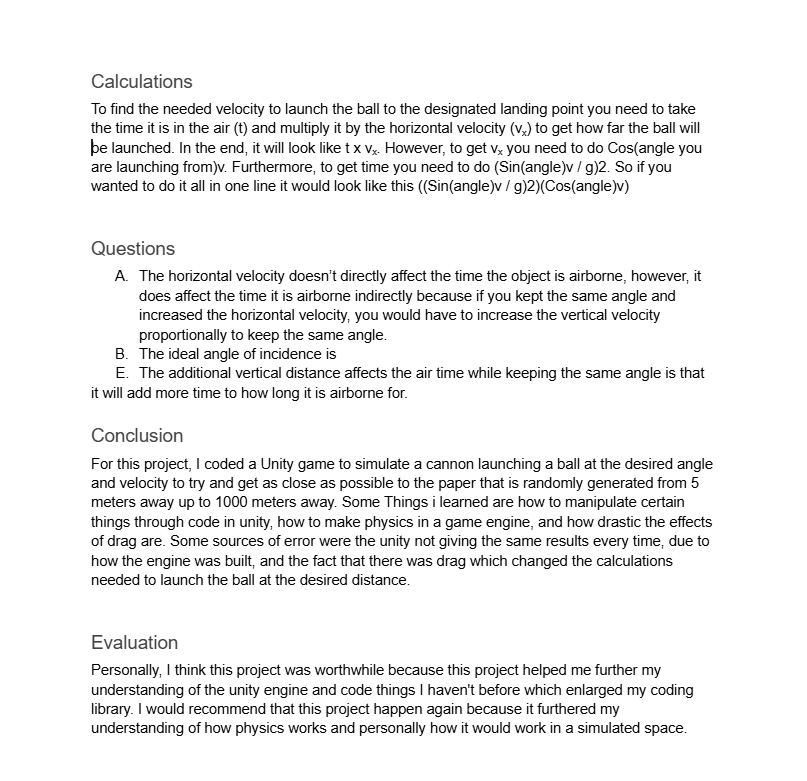 Calculations
To find the needed velocity to launch the ball to the designated landing point you need to take
the time it is in the air (t) and multiply it by the horizontal velocity (vₓ) to get how far the ball will
be launched. In the end, it will look like t x vₓ. However, to get vₓ you need to do Cos(angle you
are launching from)v. Furthermore, to get time you need to do (Sin(angle)v / g)2. So if you
wanted to do it all in one line it would look like this ((Sin(angle)v / g)2)(Cos(angle)v)
Questions
A. The horizontal velocity doesn’t directly affect the time the object is airborne, however, it
does affect the time it is airborne indirectly because if you kept the same angle and
increased the horizontal velocity, you would have to increase the vertical velocity
proportionally to keep the same angle.
B. The ideal angle of incidence is
E. The additional vertical distance affects the air time while keeping the same angle is that
it will add more time to how long it is airborne for.
Conclusion
For this project, I coded a Unity game to simulate a cannon launching a ball at the desired angle
and velocity to try and get as close as possible to the paper that is randomly generated from 5
meters away up to 1000 meters away. Some Things i learned are how to manipulate certain
things through code in unity, how to make physics in a game engine, and how drastic the effects
of drag are. Some sources of error were the unity not giving the same results every time, due to
how the engine was built, and the fact that there was drag which changed the calculations
needed to launch the ball at the desired distance.
Evaluation
Personally, I think this project was worthwhile because this project helped me further my
understanding of the unity engine and code things I haven't before which enlarged my coding
library. I would recommend that this project happen again because it furthered my
understanding of how physics works and personally how it would work in a simulated space.